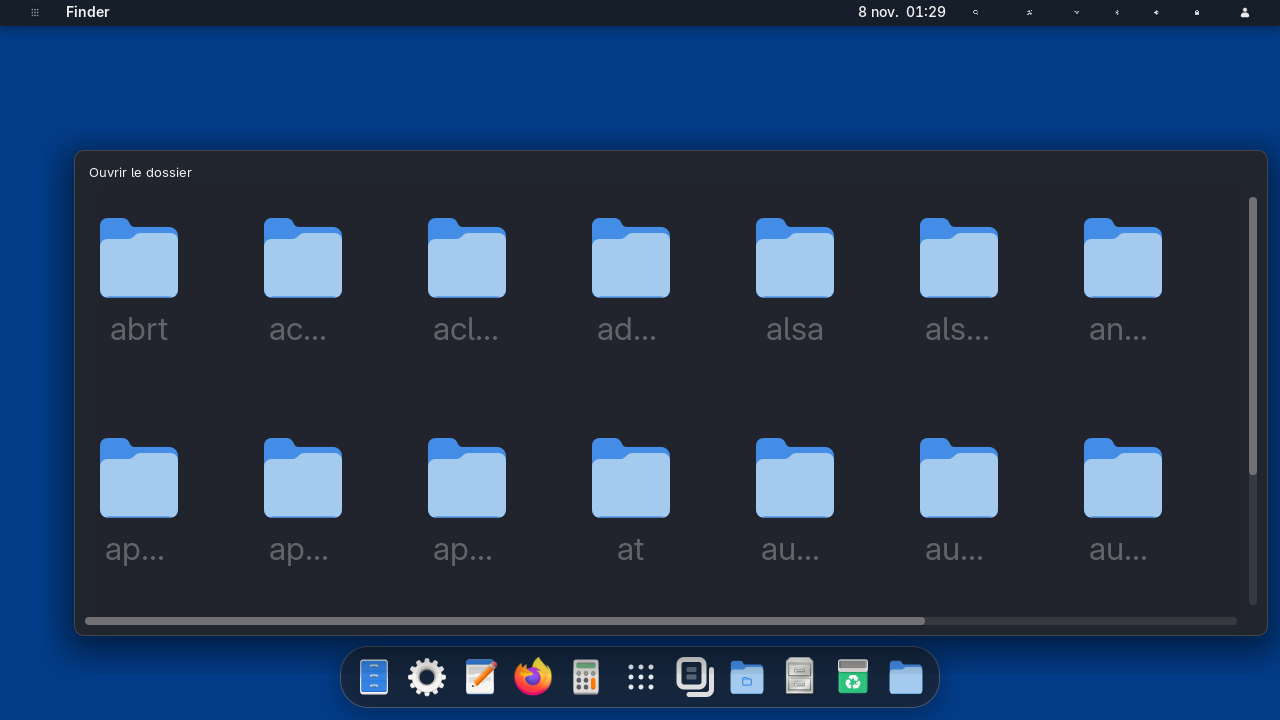 Finder
8 nov. 01:29
Ouvrir le dossier
abrt ac... acl... ad... alsa als... an...
ap... ap... ap... at au... au... au...